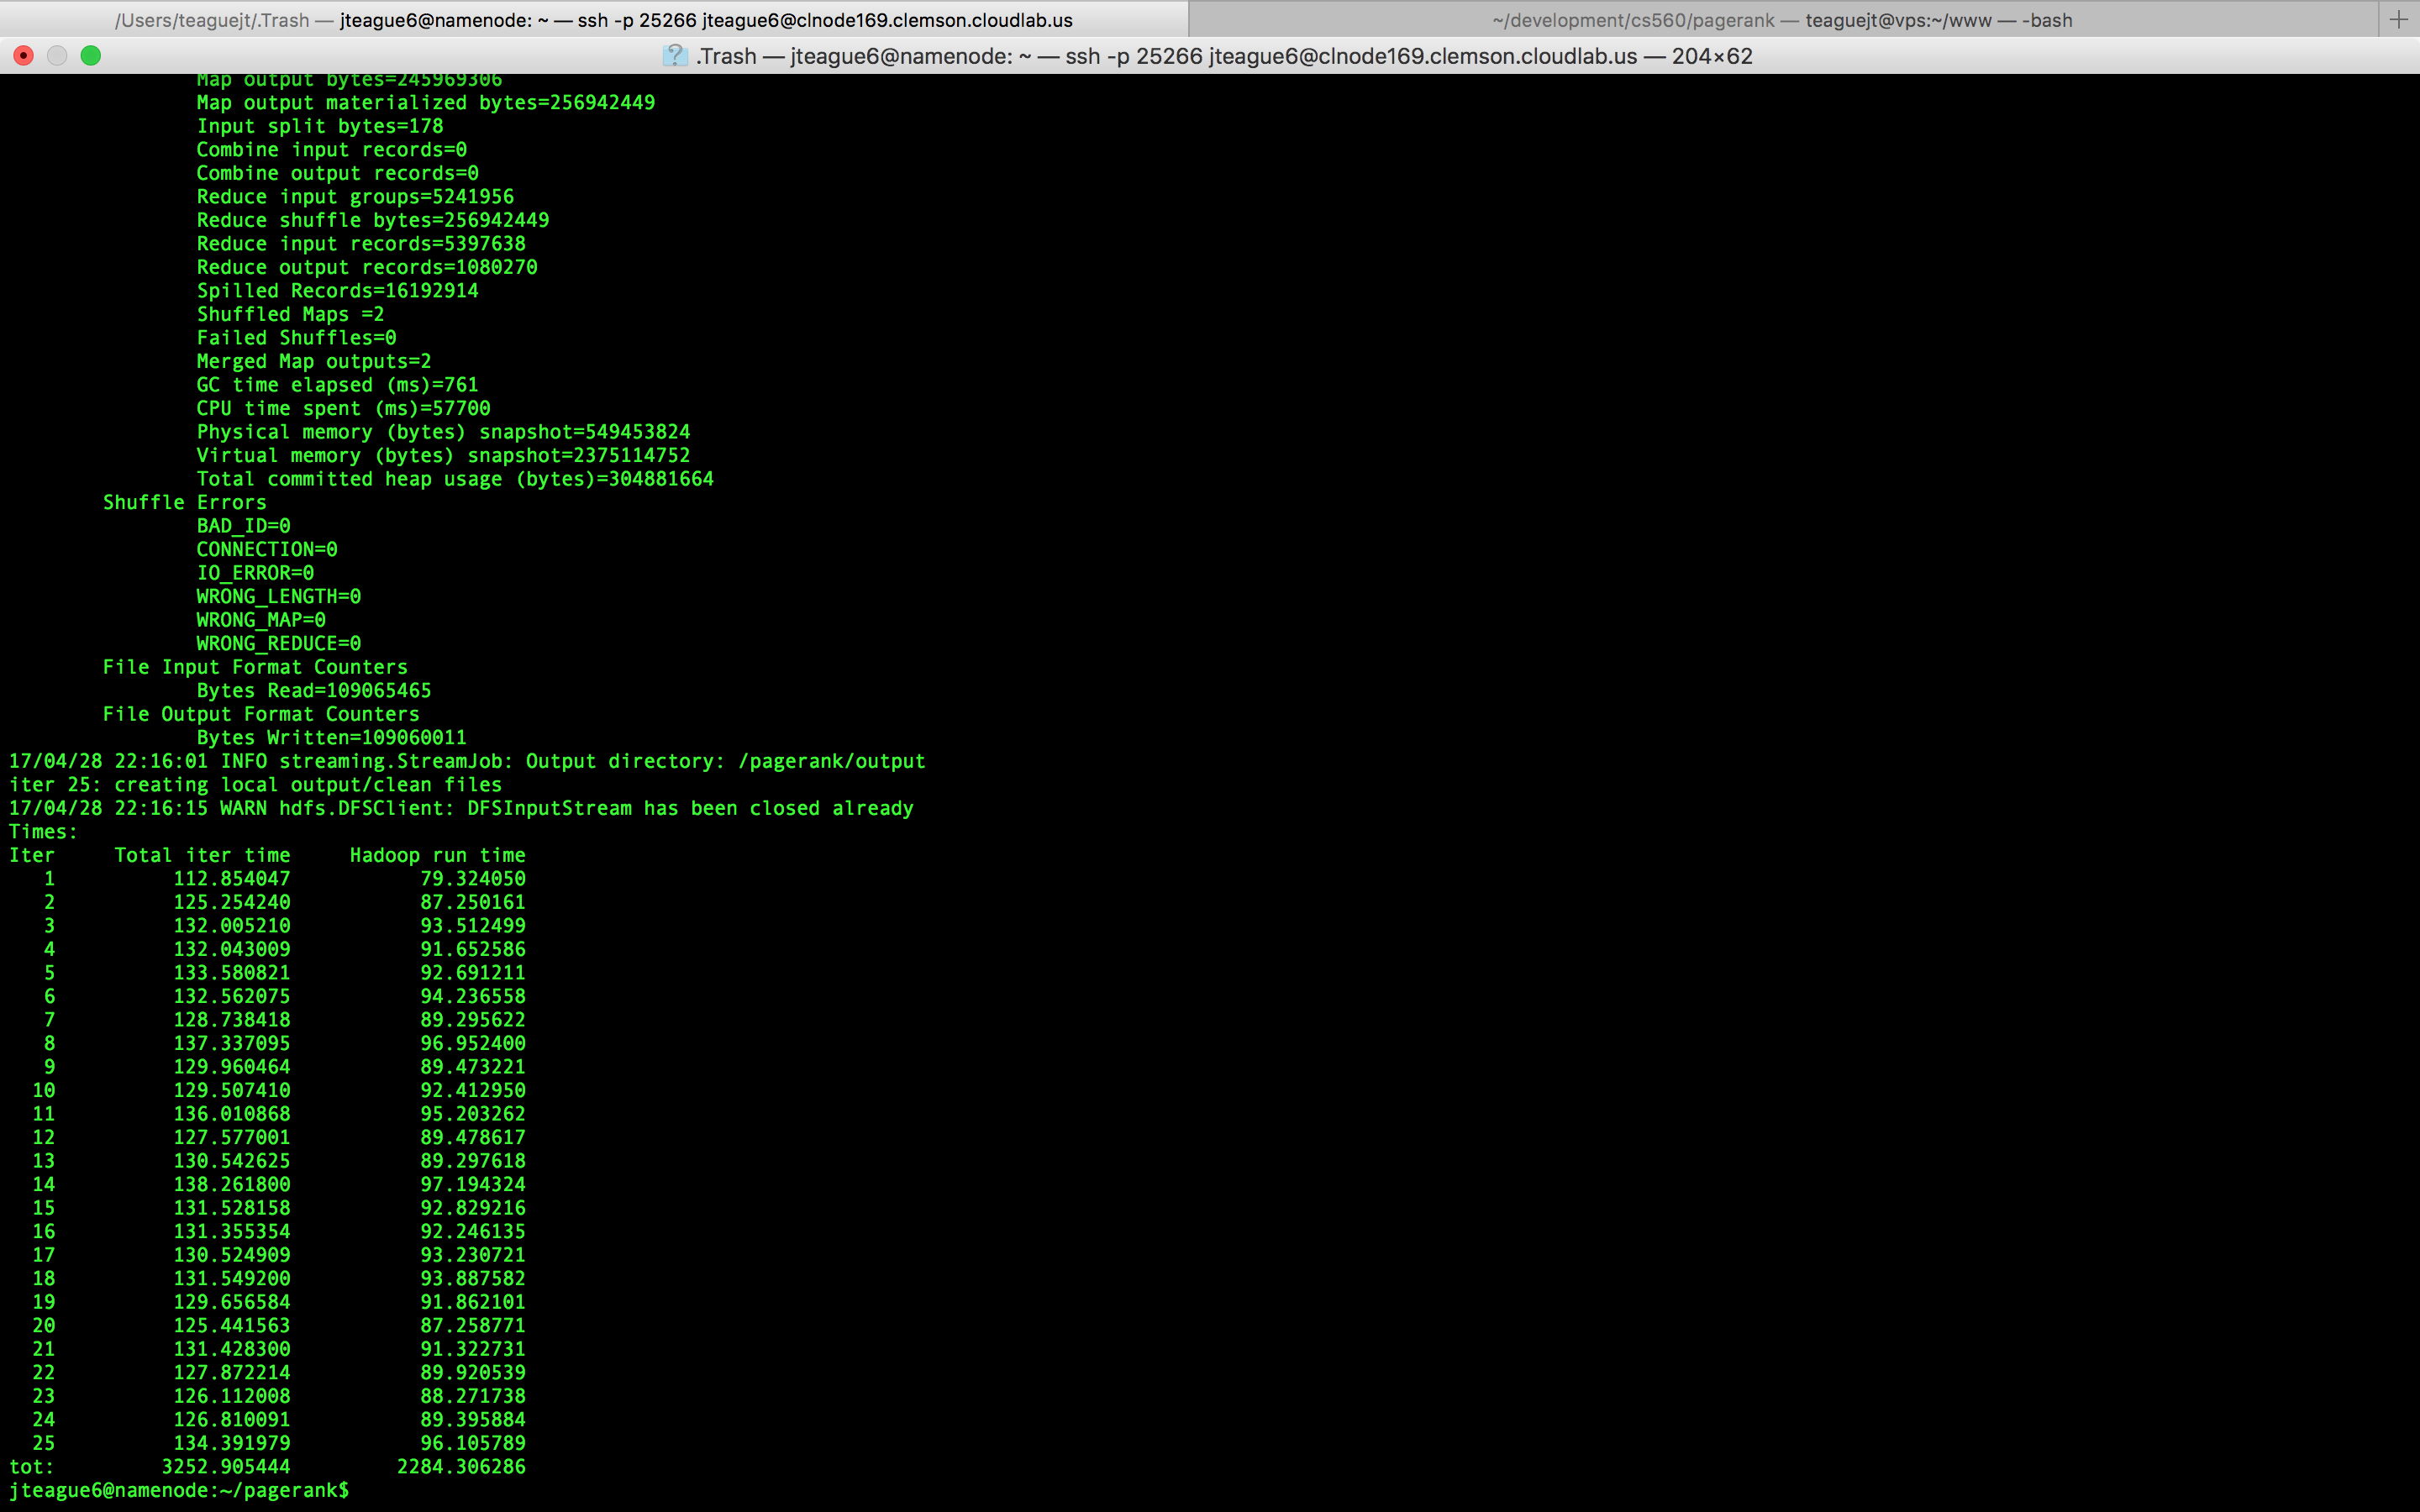 /Users/teaguejt/.Trash — jteague6@namenode: ~ — ssh -p 25266 jteague6@clnode169.clemson.cloudlab.us
~/development/cs560/pagerank — teaguejt@vps:~/www — -bash
.Trash — jteague6@namenode: ~ — ssh -p 25266 jteague6@clnode169.clemson.cloudlab.us — 204×62
Map output bytes=245969306
Map output materialized bytes=256942449
Input split bytes=178
Combine input records=0
Combine output records=0
Reduce input groups=5241956
Reduce shuffle bytes=256942449
Reduce input records=5397638
Reduce output records=1080270
Spilled Records=16192914
Shuffled Maps =2
Failed Shuffles=0
Merged Map outputs=2
GC time elapsed (ms)=761
CPU time spent (ms)=57700
Physical memory (bytes) snapshot=549453824
Virtual memory (bytes) snapshot=2375114752
Total committed heap usage (bytes)=304881664
Shuffle Errors
BAD_ID=0
CONNECTION=0
IO_ERROR=0
WRONG_LENGTH=0
WRONG_MAP=0
WRONG_REDUCE=0
File Input Format Counters
Bytes Read=109065465
File Output Format Counters
Bytes Written=109060011
17/04/28 22:16:01 INFO streaming.StreamJob: Output directory: /pagerank/output
iter 25: creating local output/clean files
17/04/28 22:16:15 WARN hdfs.DFSClient: DFSInputStream has been closed already
Times:
Iter     Total iter time     Hadoop run time
1     112.854047     79.324050
2     125.254240     87.250161
3     132.005210     93.512499
4     132.043009     91.652586
5     133.580821     92.691211
6     132.562075     94.236558
7     128.738418     89.295622
8     137.337095     96.952400
9     129.960464     89.473221
10     129.507410     92.412950
11     136.010868     95.203262
12     127.577001     89.478617
13     130.542625     89.297618
14     138.261800     97.194324
15     131.528158     92.829216
16     131.355354     92.246135
17     130.524909     93.230721
18     131.549200     93.887582
19     129.656584     91.862101
20     125.441563     87.258771
21     131.428300     91.322731
22     127.872214     89.920539
23     126.112008     88.271738
24     126.810091     89.395884
25     134.391979     96.105789
tot:     3252.905444     2284.306286
jteague6@namenode:~/pagerank$